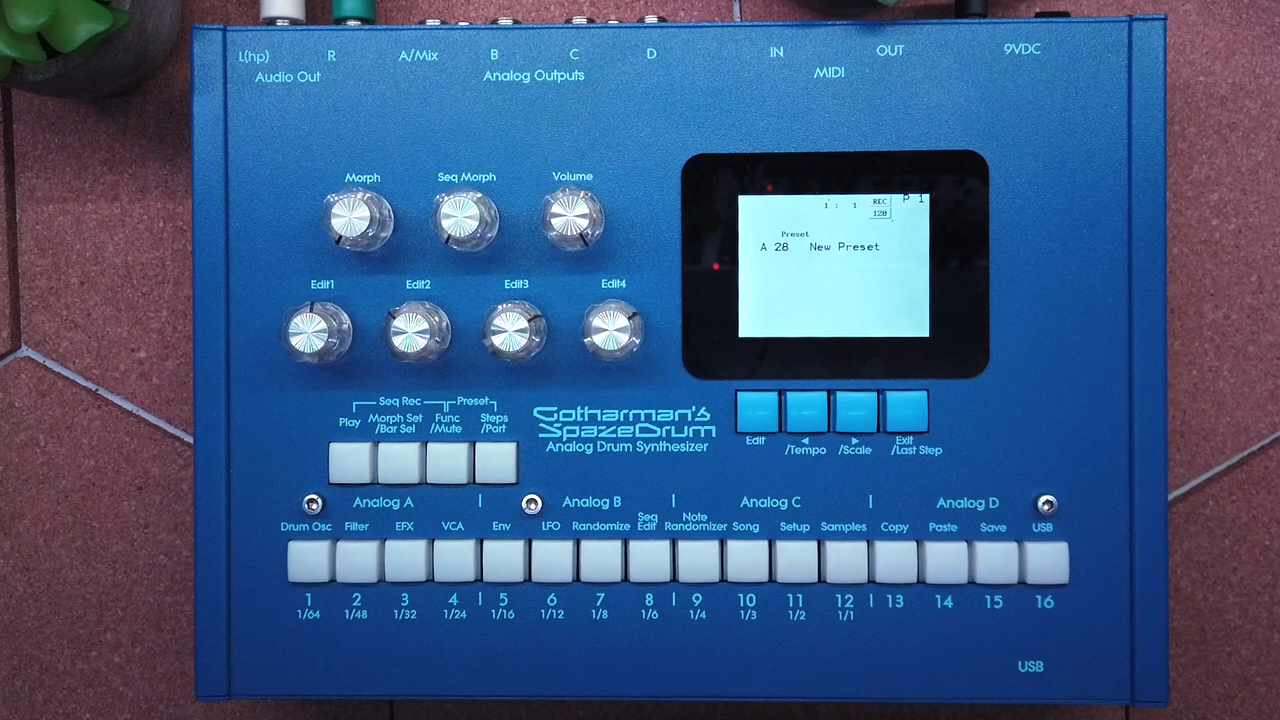 L(hp) R A/Mix B C D IN OUT 9VDC
Audio Out Analog Outputs MIDI
Morph Seq Morph Volume
P 1
1 : 1 REC
120
Preset
A 28 New Preset
Edit1 Edit2 Edit3 Edit4
Seq Rec Preset
Play Morph Set /Bar Sel Func /Mute Steps /Part
Gotharman's
SpazeDrum
Analog Drum Synthesizer
Edit ◀ /Tempo ▶ /Scale Exit /Last Step
Analog A | Analog B | Analog C | Analog D
Drum Osc Filter EFX VCA Env LFO Randomize Seq Edit Note Randomizer Song Setup Samples Copy Paste Save USB
1 2 3 4 | 5 6 7 8 | 9 10 11 12 | 13 14 15 16
1/64 1/48 1/32 1/24 1/16 1/12 1/8 1/6 1/4 1/3 1/2 1/1
USB